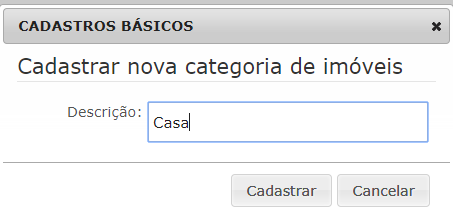 CADASTROS BÁSICOS
Cadastrar nova categoria de imóveis
Descrição: Casa
Cadastrar Cancelar